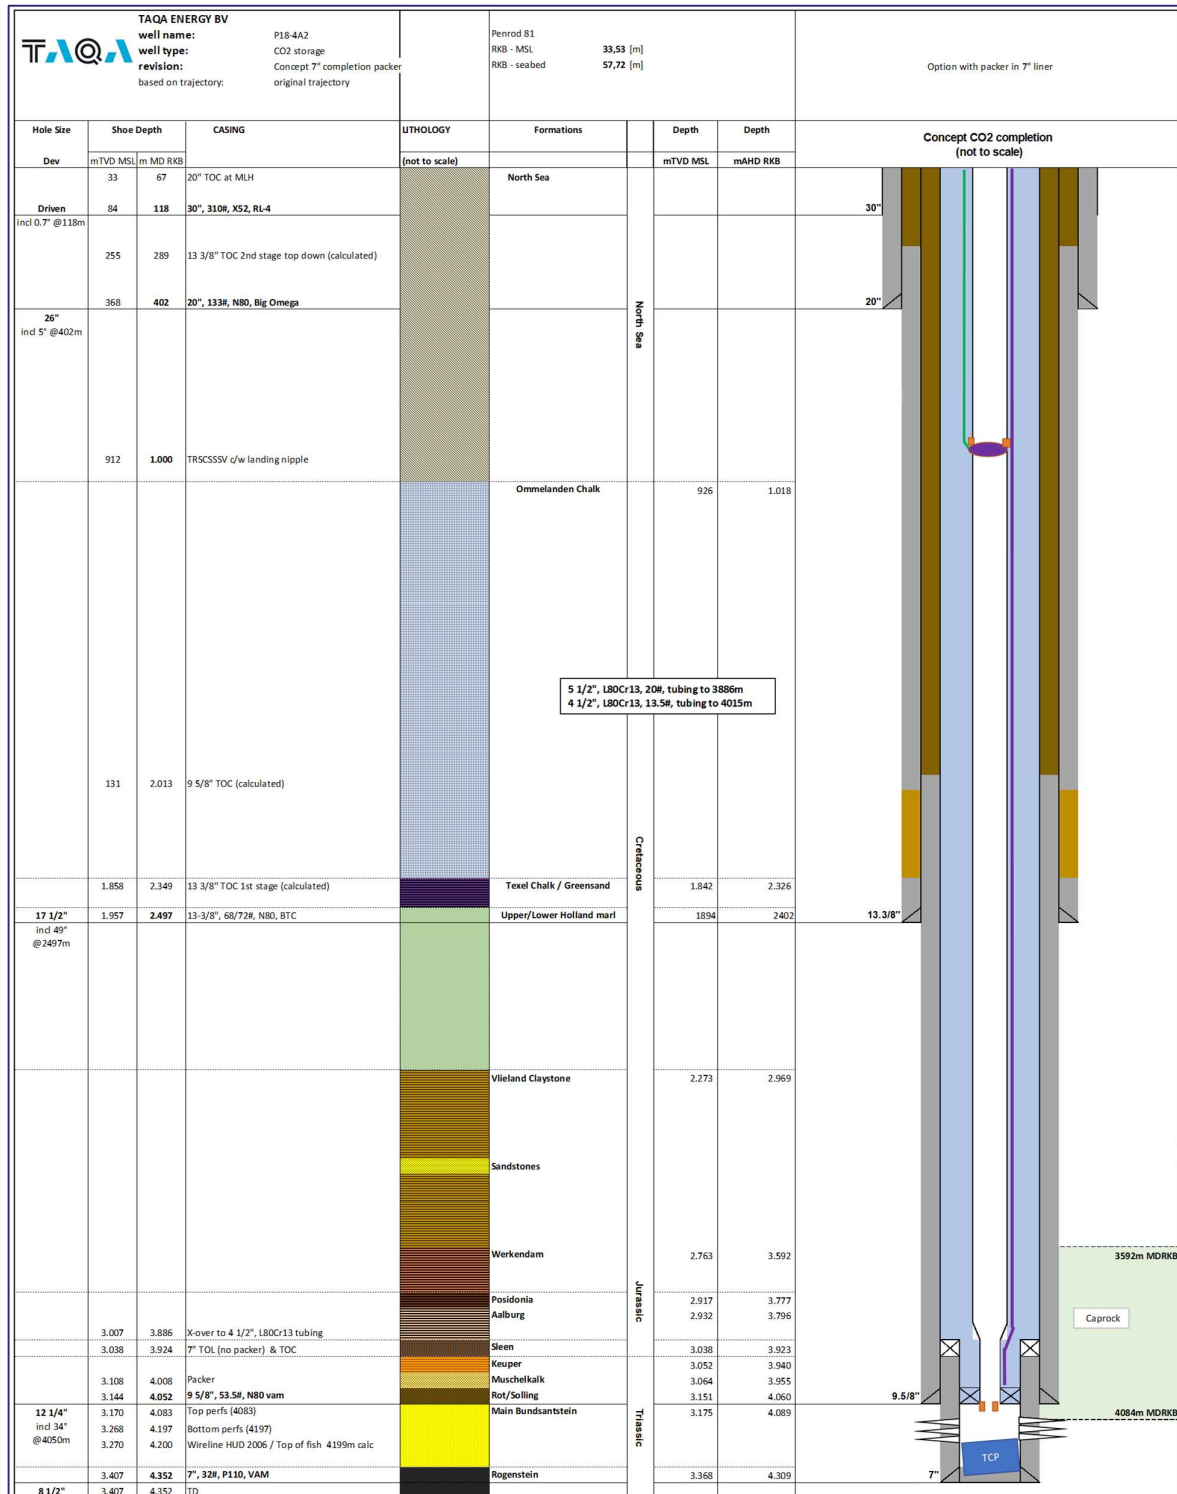 TAQA
TAQA ENERGY BV
well name: P18-4A2
well type: CO2 storage
revision: Concept 7" completion packer
based on trajectory: original trajectory
Penrod 81
RKB - MSL 33,53 [m]
RKB - seabed 57,72 [m]
Option with packer in 7" liner
Hole Size Shoe Depth CASING LITHOLOGY Formations Depth Depth
Concept CO2 completion
(not to scale)
Dev mTVD MSL m MD RKB (not to scale) mTVD MSL mAHD RKB
33 67 20" TOC at MLH North Sea
Driven 84 118 30", 310#, X52, RL-4 30"
incl 0.7° @118m
255 289 13 3/8" TOC 2nd stage top down (calculated)
368 402 20", 133#, N80, Big Omega 20"
26"
incl 5° @402m
North Sea
912 1.000 TRSCSSSV c/w landing nipple
Ommelanden Chalk 926 1.018
5 1/2", L80Cr13, 20#, tubing to 3886m
4 1/2", L80Cr13, 13.5#, tubing to 4015m
131 2.013 9 5/8" TOC (calculated)
Cretaceous
1.858 2.349 13 3/8" TOC 1st stage (calculated) Texel Chalk / Greensand 1.842 2.326
17 1/2" 1.957 2.497 13-3/8", 68/72#, N80, BTC Upper/Lower Holland marl 1894 2402 13.3/8"
incl 49°
@2497m
Vlieland Claystone 2.273 2.969
Sandstones
Werkendam 2.763 3.592 3592m MDRKB
Jurassic
Posidonia 2.917 3.777
Aalburg 2.932 3.796
Caprock
3.007 3.886 X-over to 4 1/2", L80Cr13 tubing
3.038 3.924 7" TOL (no packer) & TOC Sleen 3.038 3.923
Keuper 3.052 3.940
3.108 4.008 Packer Muschelkalk 3.064 3.955
3.144 4.052 9 5/8", 53.5#, N80 vam Rot/Solling 3.151 4.060 9.5/8"
12 1/4" 3.170 4.083 Top perfs (4083) Main Bundsantstein 3.175 4.089 4084m MDRKB
incl 34° 3.268 4.197 Bottom perfs (4197)
@4050m 3.270 4.200 Wireline HUD 2006 / Top of fish 4199m calc
Triassic
TCP
3.407 4.352 7", 32#, P110, VAM Rogenstein 3.368 4.309 7"
8 1/2" 3.407 4.352 TD